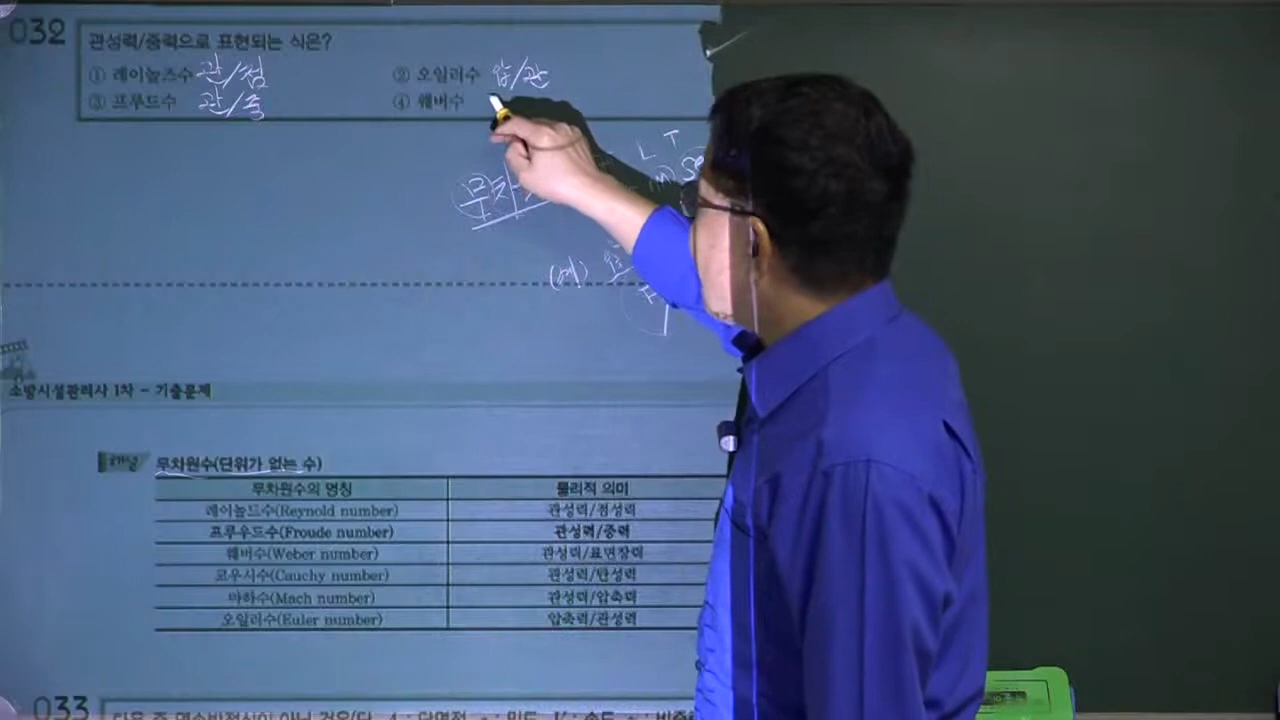 032 관성력/중력으로 표현되는 식은?
① 레이놀즈수 관/점 ② 오일러수 압/관
③ 프루드수 관/중 ④ 웨버수
L T
(M)
무차
(예)
소방시설관리사 1차 - 기출문제
해설 무차원수(단위가 없는 수)
무차원수의 명칭 물리적 의미
레이놀드수(Reynold number) 관성력/점성력
프루우드수(Froude number) 관성력/중력
웨버수(Weber number) 관성력/표면장력
코우시수(Cauchy number) 관성력/탄성력
마하수(Mach number) 관성력/압축력
오일러수(Euler number) 압축력/관성력
033